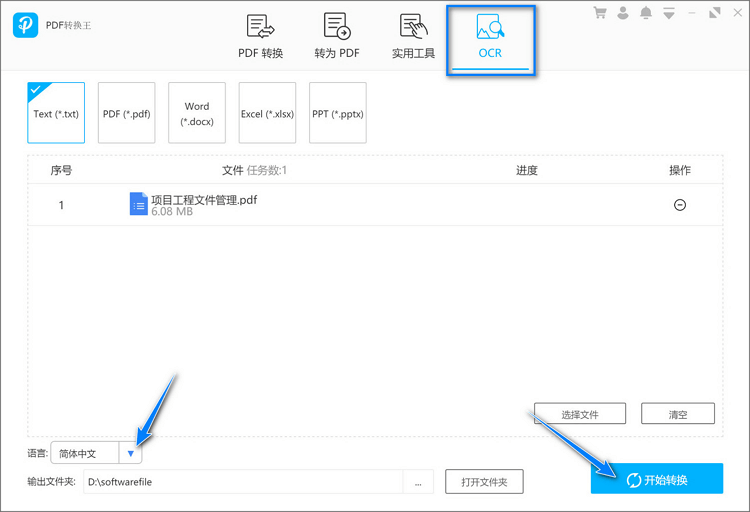 PDF转换王
PDF 转换
转为 PDF
实用工具
OCR
Text (*.txt)
PDF (*.pdf)
Word
(*.docx)
Excel (*.xlsx)
PPT (*.pptx)
序号
文件 任务数:1
进度
操作
1
项目工程文件管理.pdf
6.08 MB
选择文件
清空
语言:
简体中文
输出文件夹:
D:\softwarefile
...
打开文件夹
开始转换